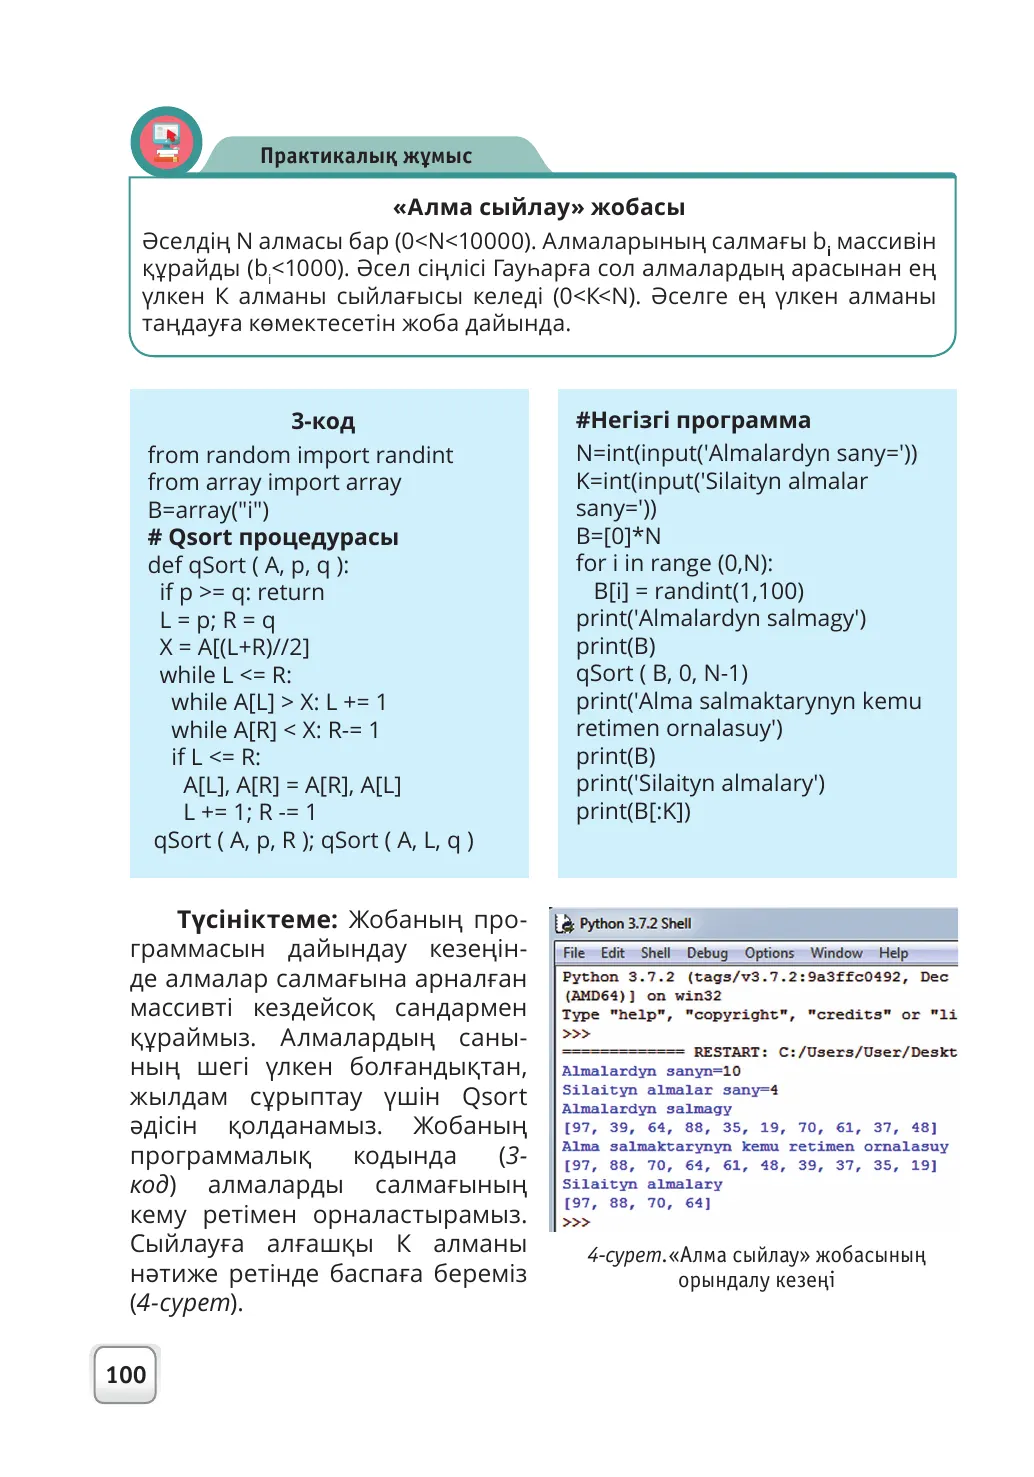 Практикалық жұмыс
«Алма сыйлау» жобасы
Әселдің N алмасы бар (0<N<10000). Алмаларының салмағы bi массивін
құрайды (bi<1000). Әсел сіңлісі Гауһарға сол алмалардың арасынан ең
үлкен К алманы сыйлағысы келеді (0<K<N). Әселге ең үлкен алманы
таңдауға көмектесетін жоба дайында.
3-код
from random import randint
from array import array
B=array("i")
# Qsort процедурасы
def qSort ( A, p, q ):
if p >= q: return
L = p; R = q
X = A[(L+R)//2]
while L <= R:
while A[L] > X: L += 1
while A[R] < X: R-= 1
if L <= R:
A[L], A[R] = A[R], A[L]
L += 1; R -= 1
qSort ( A, p, R ); qSort ( A, L, q )
#Негізгі программа
N=int(input('Almalardyn sany='))
K=int(input('Silaityn almalar
sany='))
B=[0]*N
for i in range (0,N):
B[i] = randint(1,100)
print('Almalardyn salmagy')
print(B)
qSort ( B, 0, N-1)
print('Alma salmaktarynyn kemu
retimen ornalasuy')
print(B)
print('Silaityn almalary')
print(B[:K])
Түсініктеме: Жобаның про-
граммасын дайындау кезеңін-
де алмалар салмағына арналған
массивті кездейсоқ сандармен
құраймыз. Алмалардың саны-
ның шегі үлкен болғандықтан,
жылдам сұрыптау үшін Qsort
әдісін қолданамыз. Жобаның
программалық кодында (3-
код) алмаларды салмағының
кему ретімен орналастырамыз.
Сыйлауға алғашқы К алманы
нәтиже ретінде баспаға береміз
(4-сурет).
Python 3.7.2 Shell
File Edit Shell Debug Options Window Help
Python 3.7.2 (tags/v3.7.2:9a3ffc0492, Dec
(AMD64)] on win32
Type "help", "copyright", "credits" or "li
>>>
============= RESTART: C:/Users/User/Deskt
Almalardyn sanyn=10
Silaityn almalar sany=4
Almalardyn salmagy
[97, 39, 64, 88, 35, 19, 70, 61, 37, 48]
Alma salmaktarynyn kemu retimen ornalasuy
[97, 88, 70, 64, 61, 48, 39, 37, 35, 19]
Silaityn almalary
[97, 88, 70, 64]
>>>
4-сурет.«Алма сыйлау» жобасының
орындалу кезеңі
100